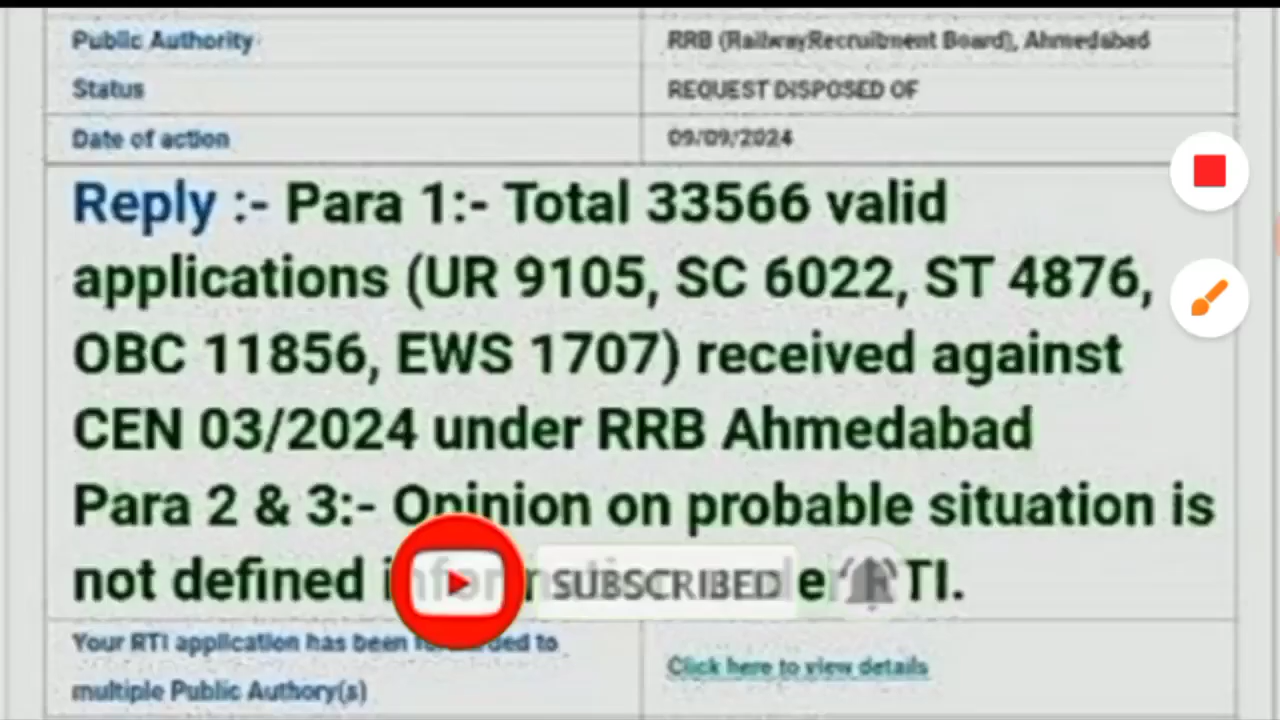 Public Authority RRB (RailwayRecruitment Board), Ahmedabad
Status REQUEST DISPOSED OF
Date of action 09/09/2024
Reply :- Para 1:- Total 33566 valid
applications (UR 9105, SC 6022, ST 4876,
OBC 11856, EWS 1707) received against
CEN 03/2024 under RRB Ahmedabad
Para 2 & 3:- Opinion on probable situation is
not defined TI.
SUBSCRIBED
Your RTI application has been
multiple Public Authory(s)
Click here to view details